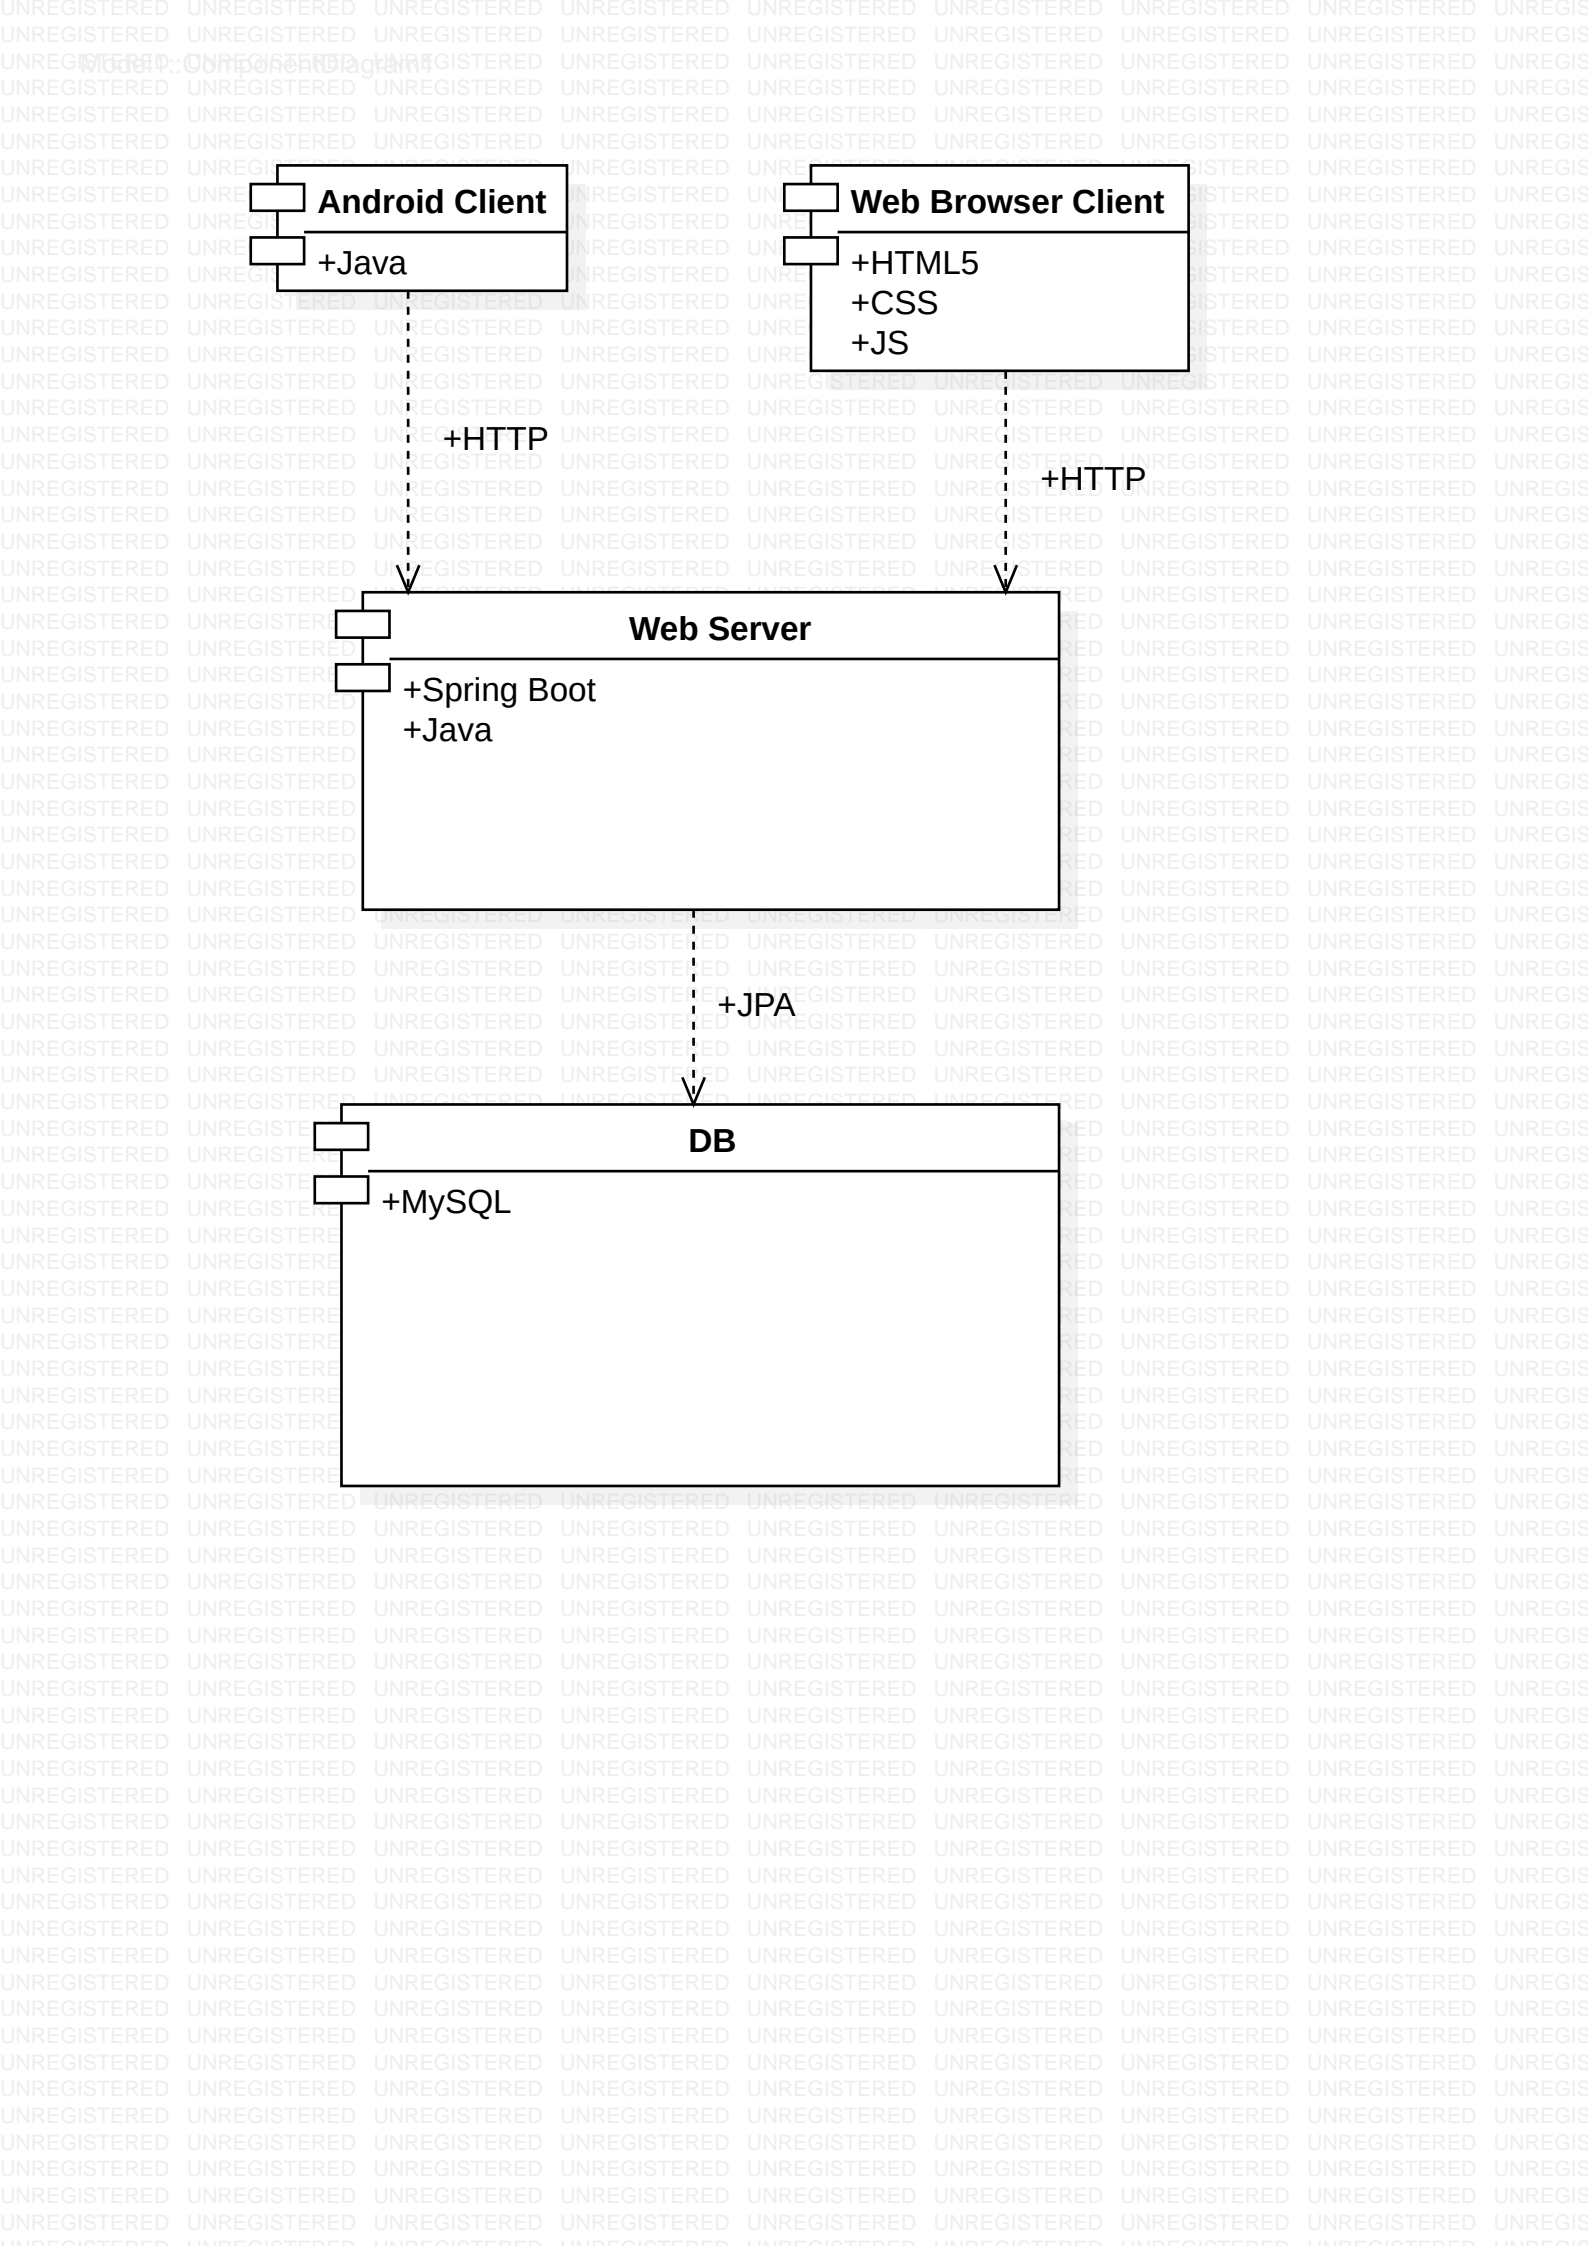 Model1::ComponentDiagram1
Android Client
+Java
Web Browser Client
+HTML5
+CSS
+JS
+HTTP
+HTTP
Web Server
+Spring Boot
+Java
+JPA
DB
+MySQL
UNREGISTERED